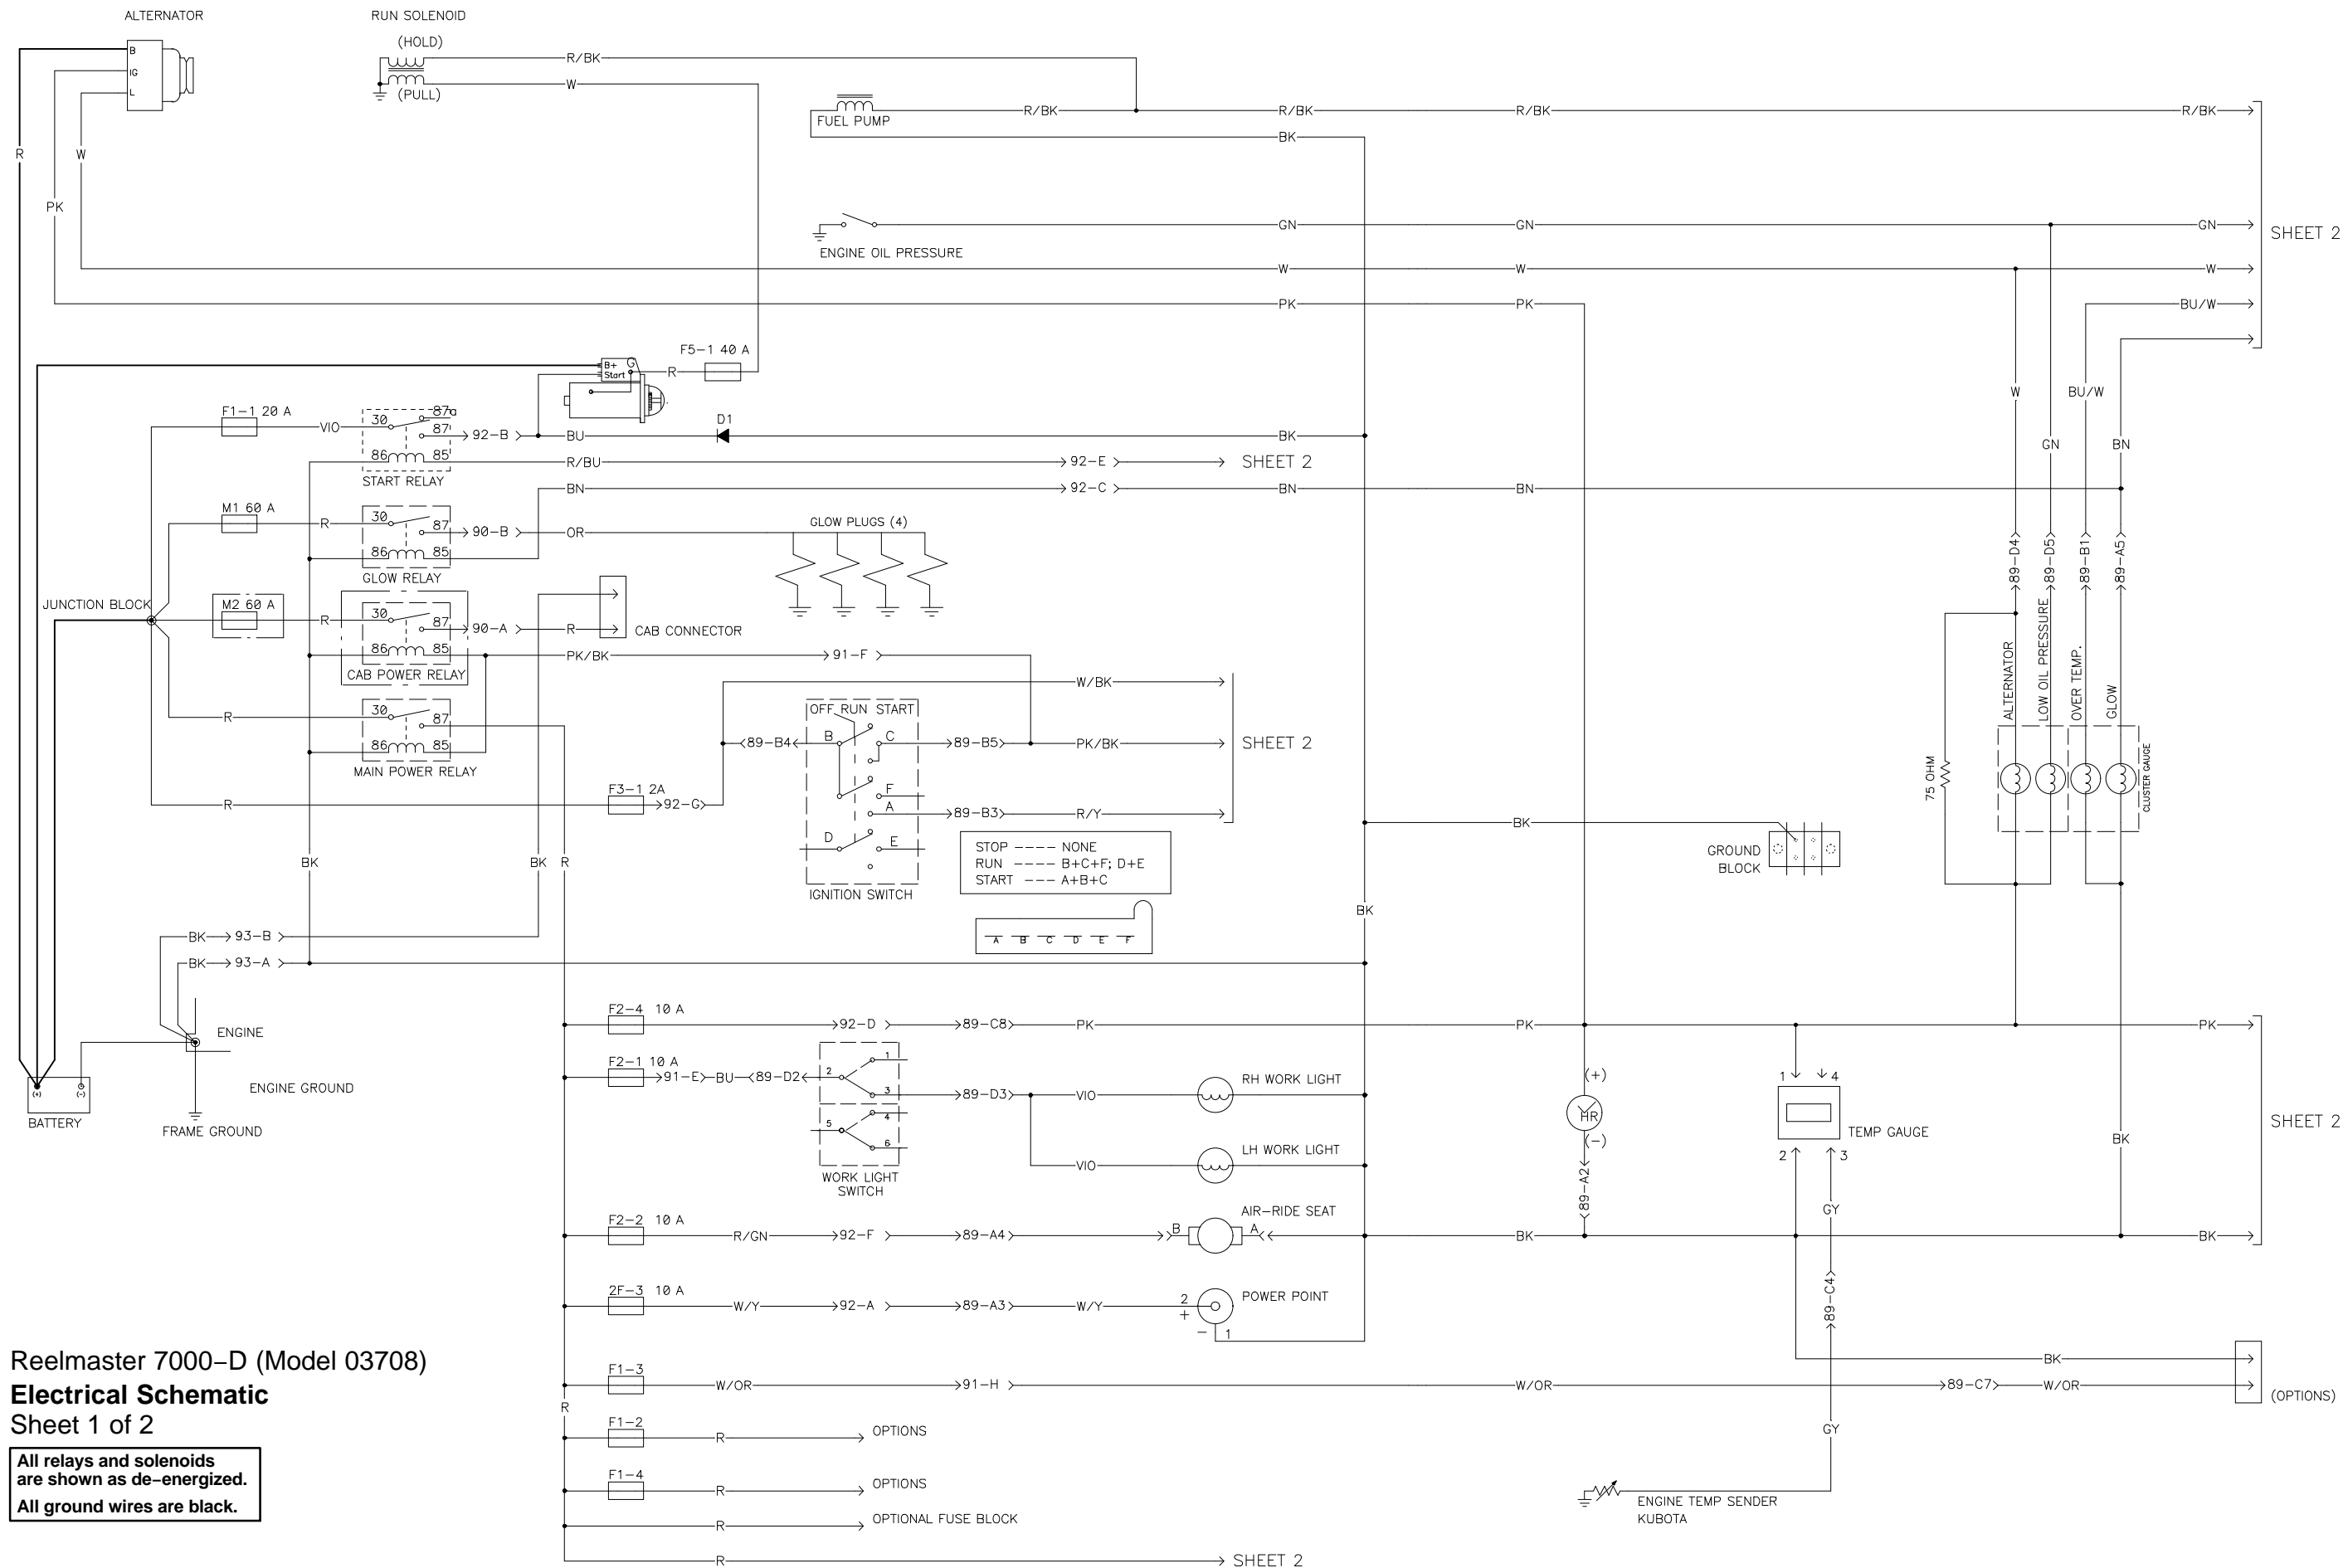 ALTERNATOR
RUN SOLENOID
(HOLD)
B
R/BK
IG
W
L
(PULL)
R/BK
R/BK
R/BK
R/BK
FUEL PUMP
BK
R
W
PK
GN
GN
GN
SHEET 2
ENGINE OIL PRESSURE
W
W
W
PK
PK
BU/W
F5-1 40 A
B+
G
Start
R
W
BU/W
F1-1 20 A
87a
30
VIO
D1
87
92-B
BU
BK
GN
BN
86
85
R/BU
92-E
SHEET 2
START RELAY
BN
92-C
BN
BN
M1 60 A
30
R
87
90-B
OR
GLOW PLUGS (4)
86
85
GLOW RELAY
89-D4
89-D5
89-B1
89-A5
JUNCTION BLOCK
M2 60 A
30
R
87
90-A
R
CAB CONNECTOR
86
85
PK/BK
91-F
CAB POWER RELAY
W/BK
ALTERNATOR
LOW OIL PRESSURE
OVER TEMP.
GLOW
30
R
87
OFF RUN START
B
C
89-B4
89-B5
PK/BK
SHEET 2
86
85
MAIN POWER RELAY
75 OHM
CLUSTER GAUGE
F3-1 2A
R
92-G
F
A
89-B3
R/Y
BK
D
E
STOP ---- NONE
RUN ---- B+C+F; D+E
START --- A+B+C
GROUND
BLOCK
BK
BK
R
IGNITION SWITCH
BK
A B C D E F
BK
93-B
BK
93-A
F2-4 10 A
92-D
89-C8
PK
PK
PK
ENGINE
F2-1 10 A
91-E
BU
89-D2
1
2
3
89-D3
VIO
RH WORK LIGHT
(+)
HR
(-)
1
4
TEMP GAUGE
2
3
SHEET 2
ENGINE GROUND
(+)
(-)
BATTERY
FRAME GROUND
4
5
6
VIO
LH WORK LIGHT
WORK LIGHT
SWITCH
89-A2
GY
BK
F2-2 10 A
R/GN
92-F
89-A4
B
A
AIR-RIDE SEAT
BK
BK
2F-3 10 A
W/Y
92-A
89-A3
W/Y
2
+
-
1
POWER POINT
89-C4
Reelmaster 7000-D (Model 03708)
Electrical Schematic
Sheet 1 of 2
F1-3
W/OR
91-H
W/OR
89-C7
BK
W/OR
(OPTIONS)
R
F1-2
R
OPTIONS
GY
F1-4
R
OPTIONS
All relays and solenoids
are shown as de-energized.
All ground wires are black.
ENGINE TEMP SENDER
KUBOTA
R
OPTIONAL FUSE BLOCK
R
SHEET 2